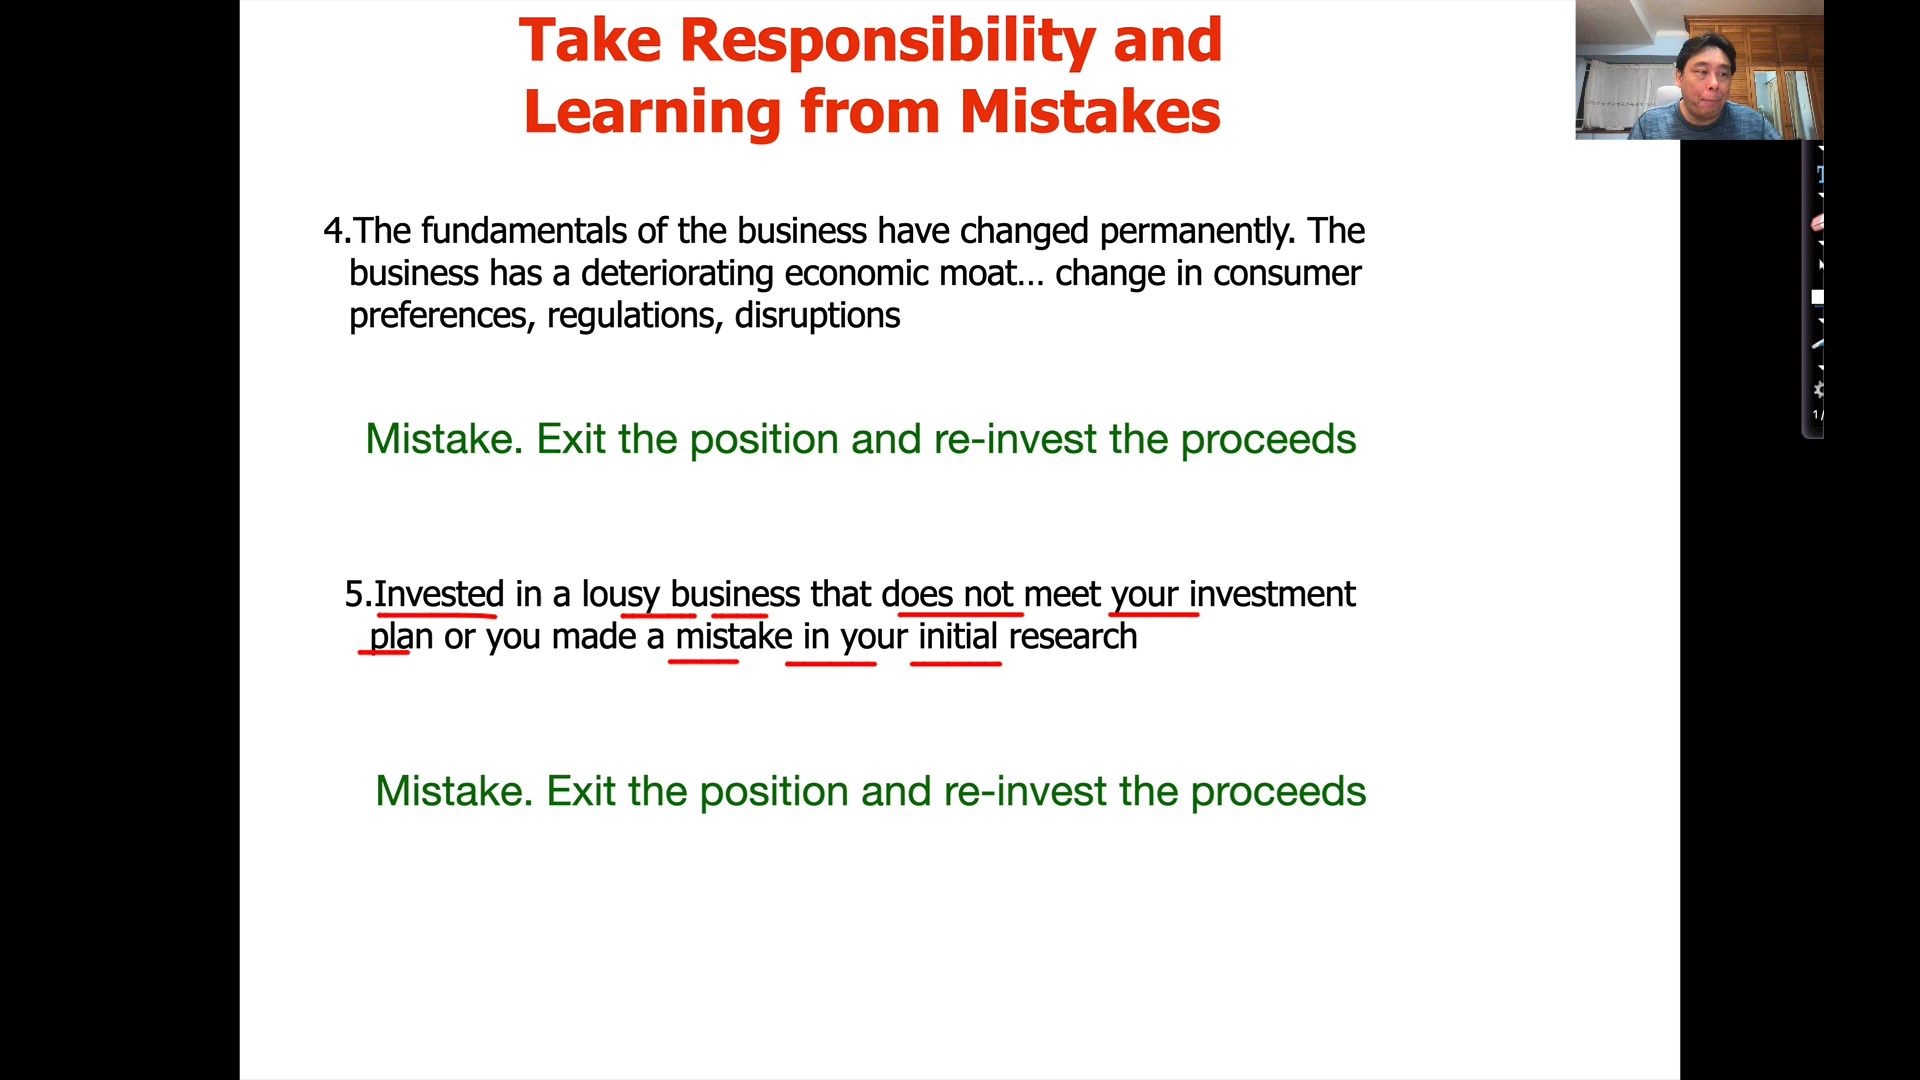 Take Responsibility and
Learning from Mistakes
4.The fundamentals of the business have changed permanently. The
business has a deteriorating economic moat... change in consumer
preferences, regulations, disruptions
Mistake. Exit the position and re-invest the proceeds
5.Invested in a lousy business that does not meet your investment
plan or you made a mistake in your initial research
Mistake. Exit the position and re-invest the proceeds